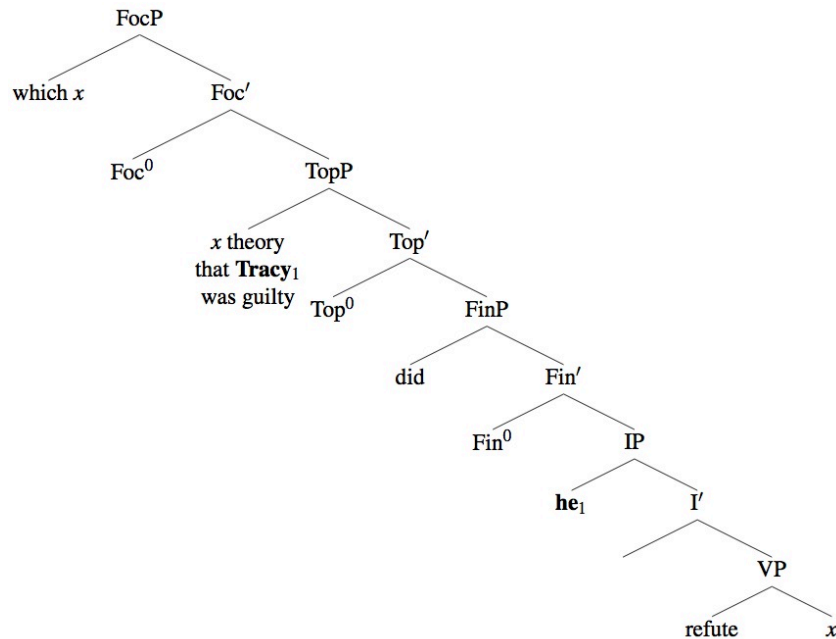 FocP
which x Foc′
Foc⁰ TopP
x theory Top′
that Tracy₁
was guilty
Top⁰ FinP
did Fin′
Fin⁰ IP
he₁ I′
VP
refute x